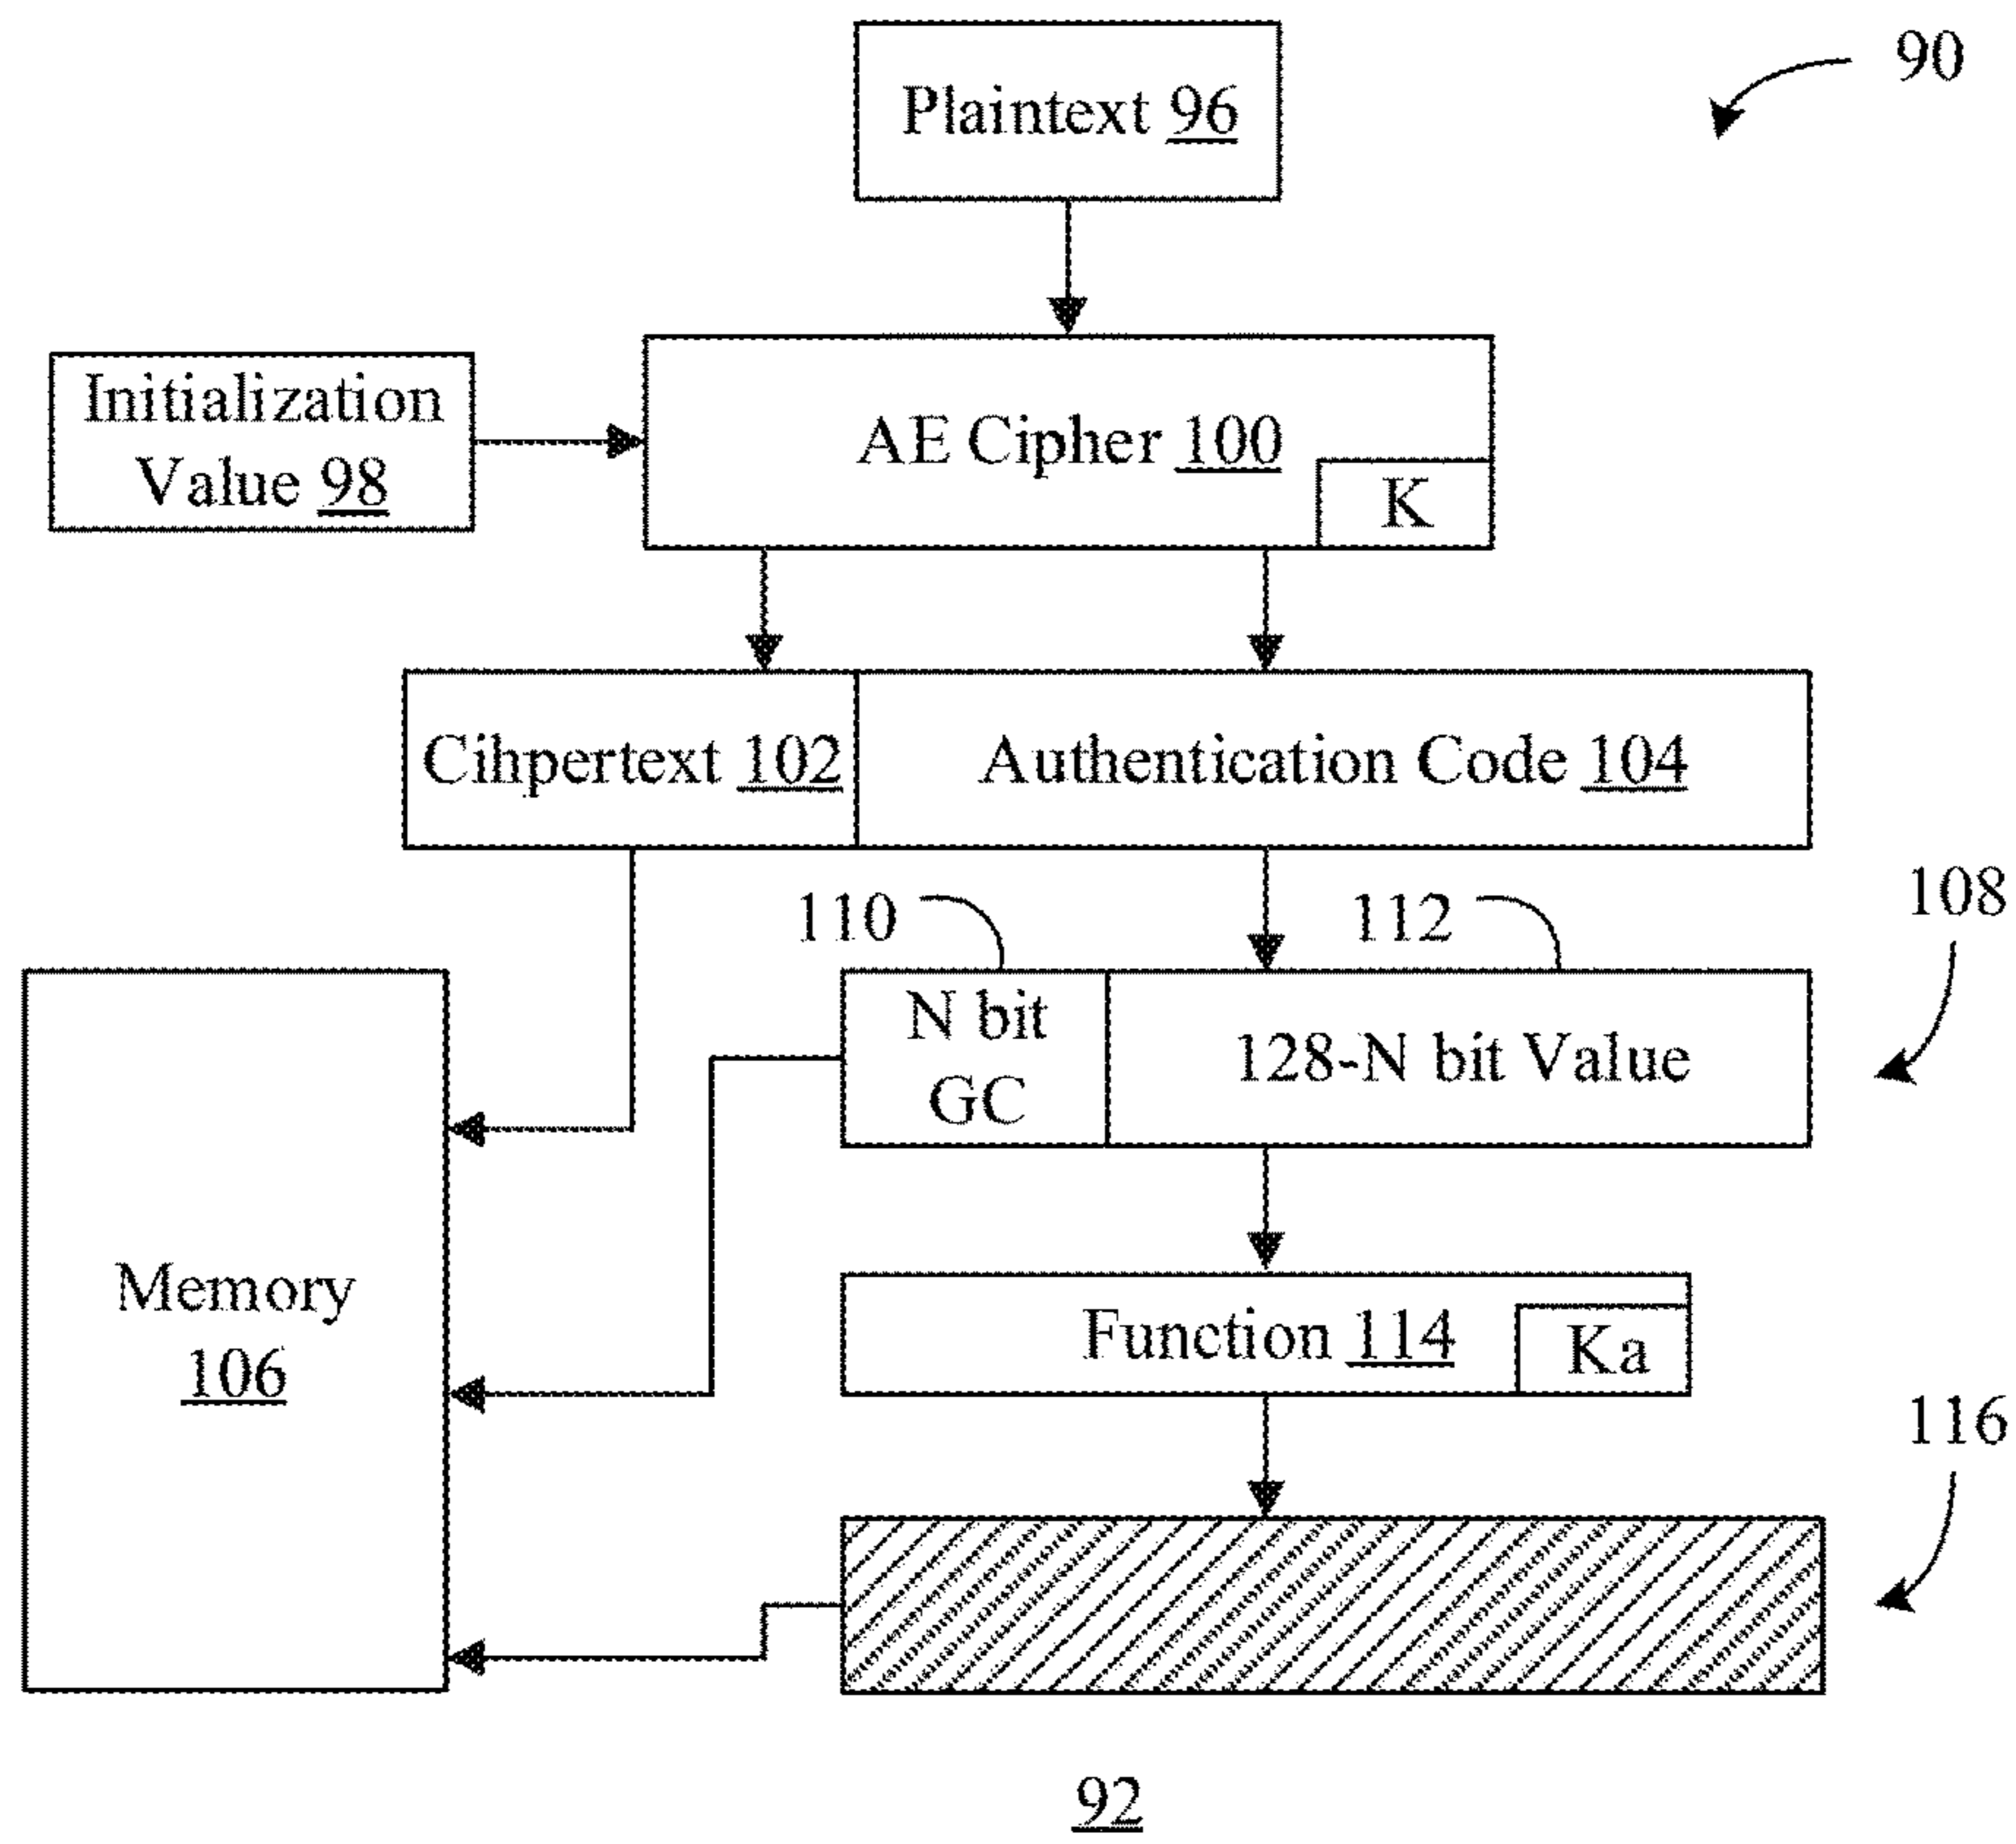 90
Plaintext 96
Initialization
Value 98
AE Cipher 100
K
Cihpertext 102
Authentication Code 104
108
110
112
N bit
GC
128-N bit Value
Memory
106
Function 114
Ka
116
92